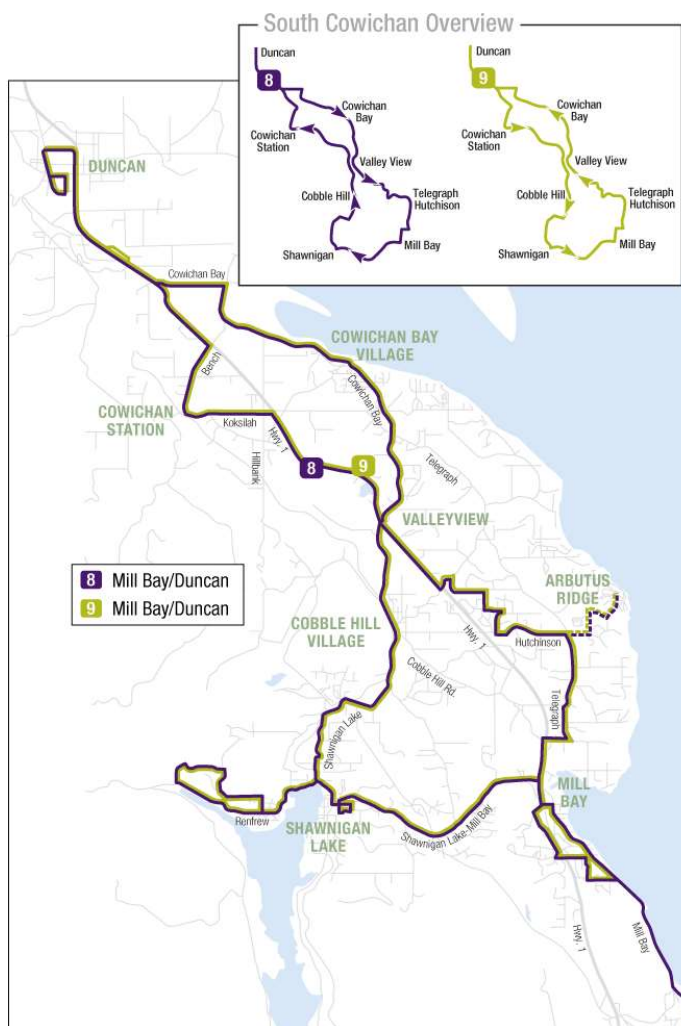 South Cowichan Overview
Duncan
8
Cowichan
Bay
Cowichan
Station
Valley View
Cobble Hill
Telegraph
Hutchison
Shawnigan
Mill Bay
Duncan
9
Cowichan
Bay
Cowichan
Station
Valley View
Cobble Hill
Telegraph
Hutchison
Shawnigan
Mill Bay
DUNCAN
Cowichan Bay
COWICHAN BAY
VILLAGE
Bench
Cowichan Bay
COWICHAN
STATION
Koksilah
Hwy. 1
Hillbank
Telegraph
8
9
VALLEYVIEW
8 Mill Bay/Duncan
9 Mill Bay/Duncan
ARBUTUS
RIDGE
COBBLE HILL
VILLAGE
Hwy. 1
Hutchinson
Cobble Hill Rd.
Telegraph
Shawnigan Lake
MILL
BAY
Renfrew
SHAWNIGAN
LAKE
Shawnigan Lake-Mill Bay
Hwy. 1
Mill Bay